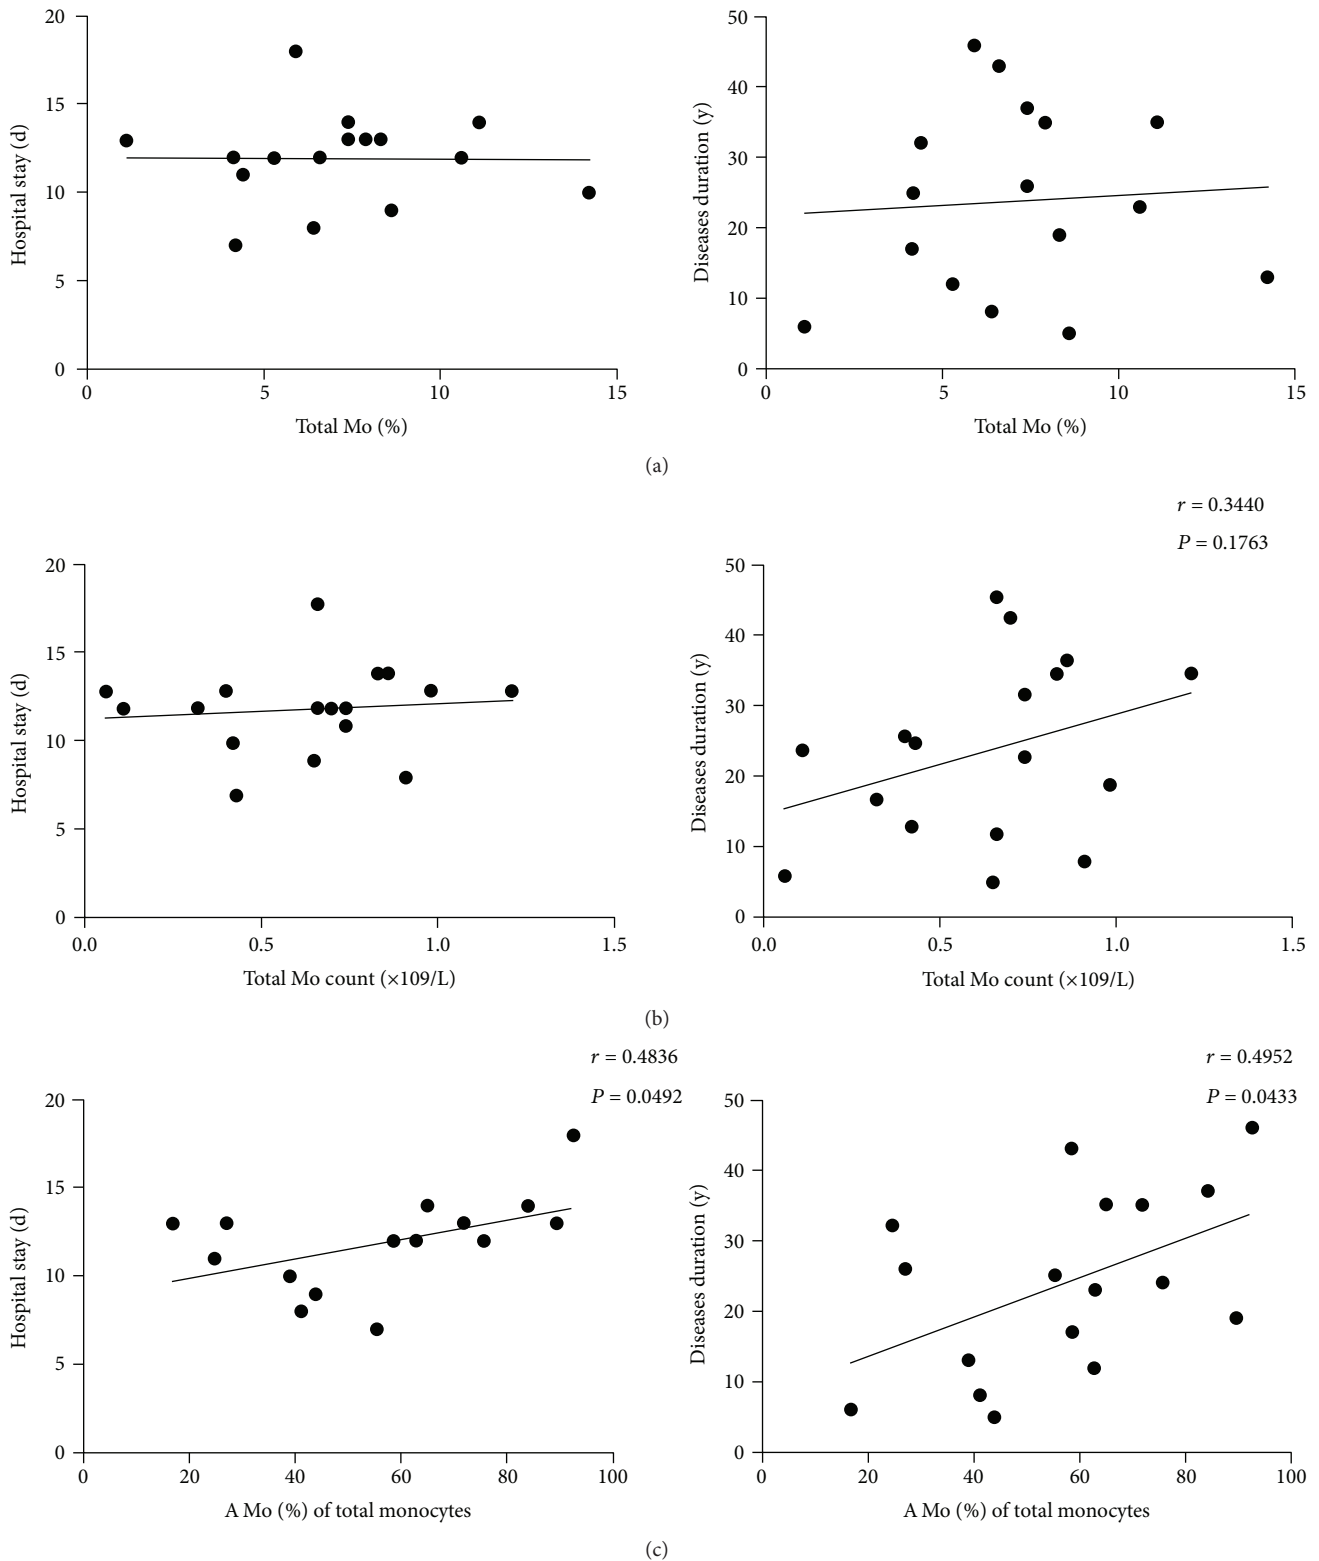 20
15
10
5
0
Hospital stay (d)
0 5 10 15
Total Mo (%)
50
40
30
20
10
0
Diseases duration (y)
0 5 10 15
Total Mo (%)
(a)
20
15
10
5
0
Hospital stay (d)
0.0 0.5 1.0 1.5
Total Mo count (×109/L)
r = 0.3440
P = 0.1763
50
40
30
20
10
0
Diseases duration (y)
0.0 0.5 1.0 1.5
Total Mo count (×109/L)
(b)
r = 0.4836
P = 0.0492
20
15
10
5
0
Hospital stay (d)
0 20 40 60 80 100
A Mo (%) of total monocytes
r = 0.4952
P = 0.0433
50
40
30
20
10
0
Diseases duration (y)
0 20 40 60 80 100
A Mo (%) of total monocytes
(c)